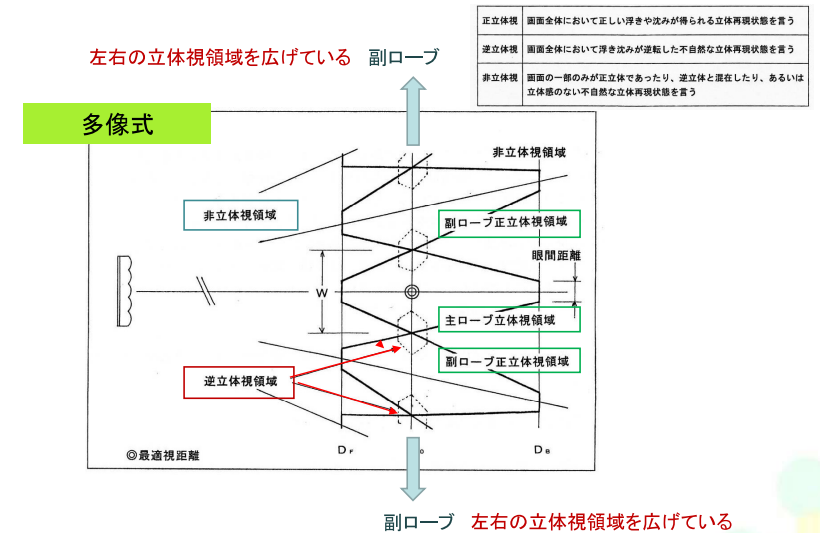 正立体視 画面全体において正しい浮きや沈みが得られる立体再現状態を言う
逆立体視 画面全体において浮き沈みが逆転した不自然な立体再現状態を言う
非立体視 画面の一部のみが正立体であったり、逆立体と混在したり、あるいは
立体感のない不自然な立体再現状態を言う
左右の立体視領域を広げている 副ローブ
多像式
非立体視領域
非立体視領域
副ローブ正立体視領域
眼間距離
W
主ローブ立体視領域
副ローブ正立体視領域
逆立体視領域
◎最適視距離
DF
0
DB
副ローブ 左右の立体視領域を広げている